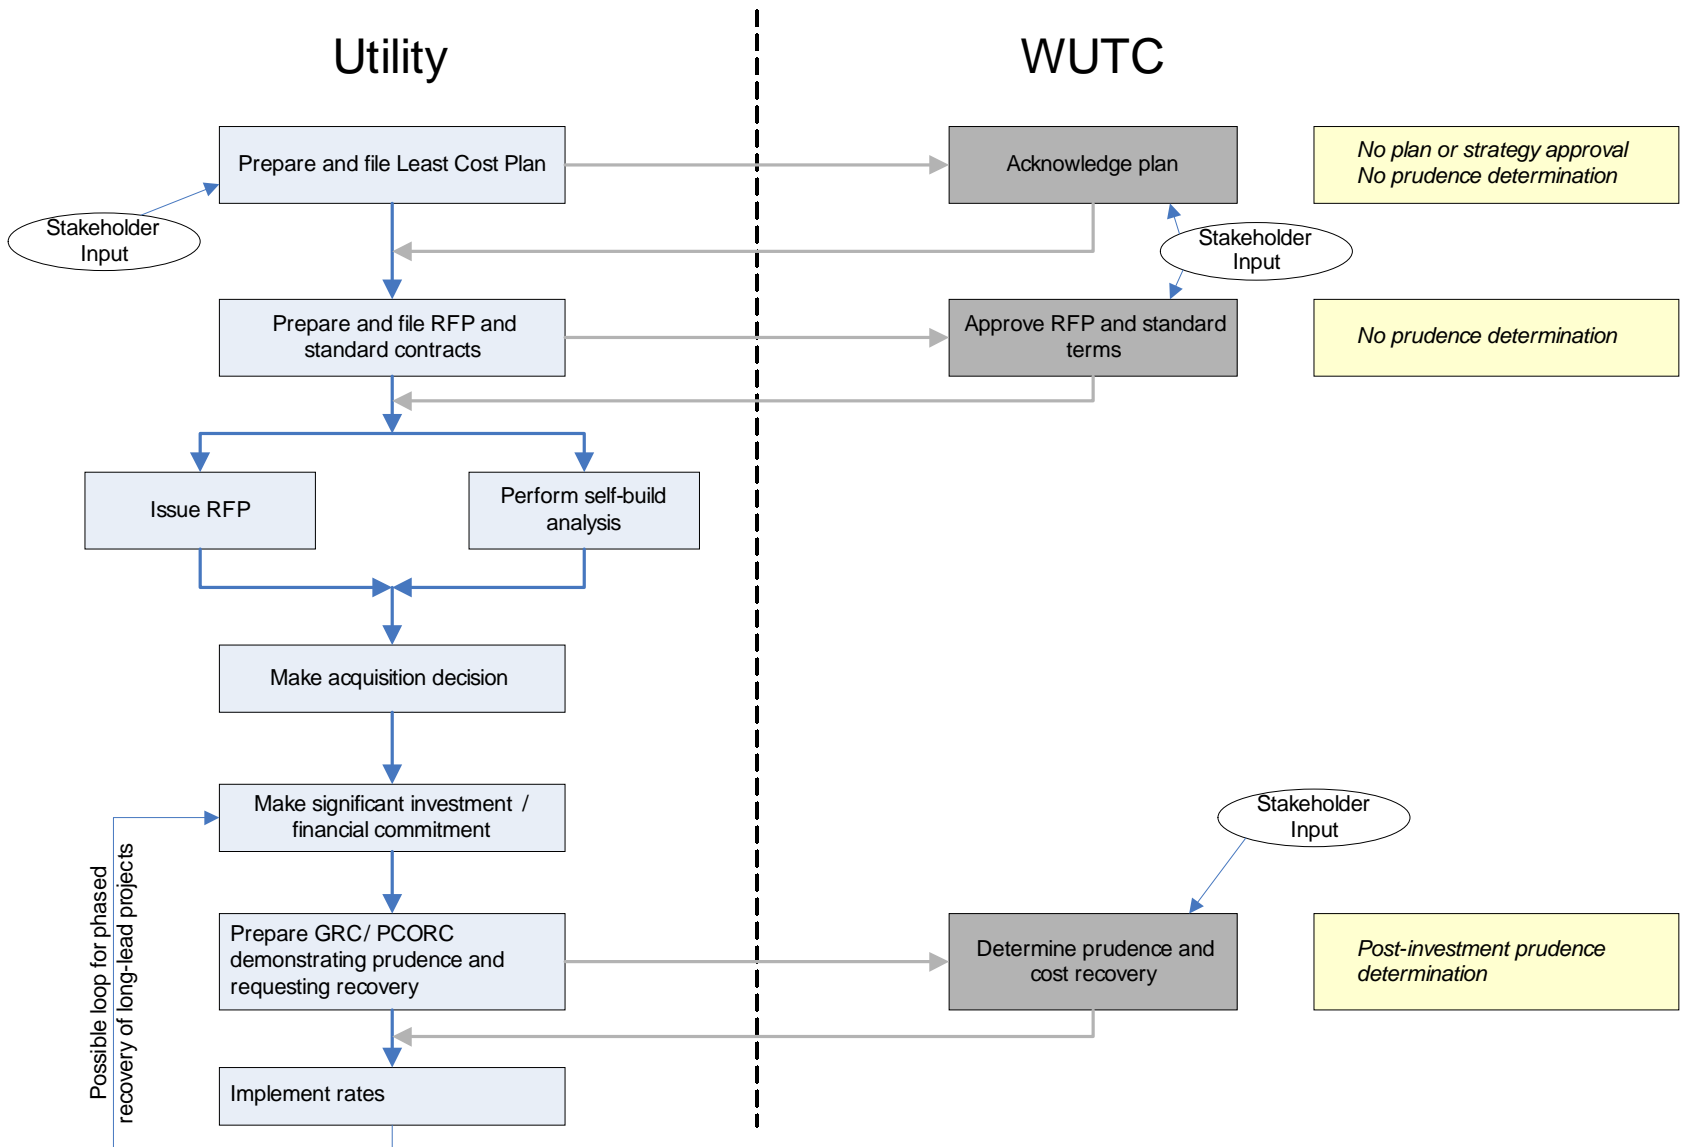 Utility
WUTC
Prepare and file Least Cost Plan
Acknowledge plan
No plan or strategy approval
No prudence determination
Stakeholder
Input
Stakeholder
Input
Prepare and file RFP and
standard contracts
Approve RFP and standard
terms
No prudence determination
Issue RFP
Perform self-build
analysis
Make acquisition decision
Make significant investment /
financial commitment
Stakeholder
Input
Possible loop for phased
recovery of long-lead projects
Prepare GRC/ PCORC
demonstrating prudence and
requesting recovery
Determine prudence and
cost recovery
Post-investment prudence
determination
Implement rates